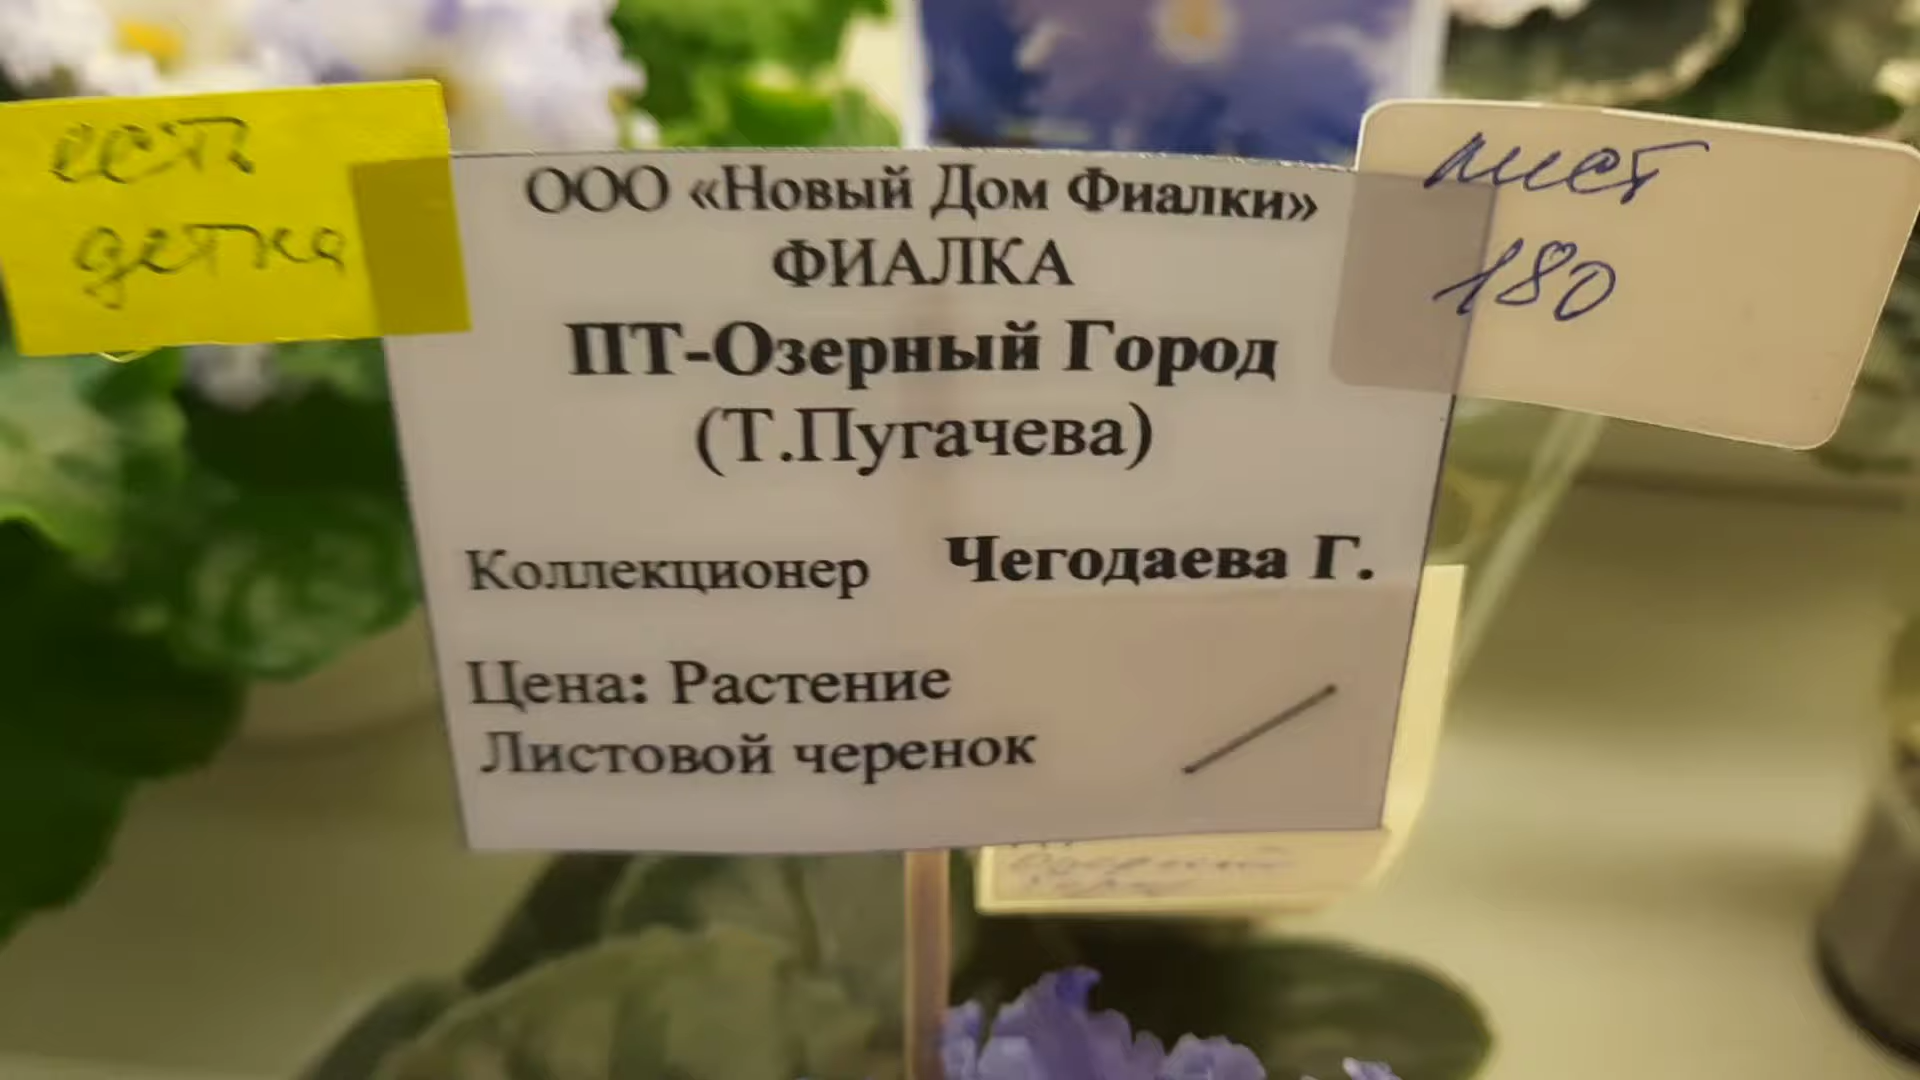 есть
детка
ООО «Новый Дом Фиалки»
ФИАЛКА
ПТ-Озерный Город
(Т.Пугачева)
Коллекционер Чегодаева Г.
Цена: Растение
Листовой черенок
лист
180